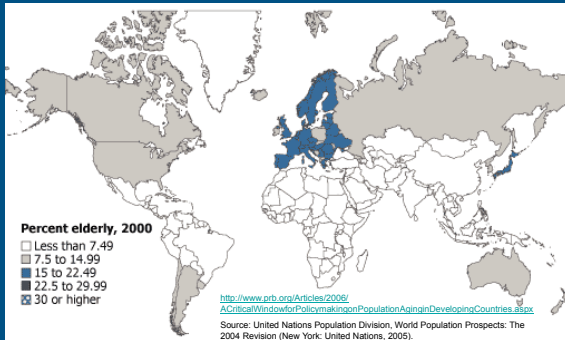 Percent elderly, 2000
Less than 7.49
7.5 to 14.99
15 to 22.49
22.5 to 29.99
30 or higher
http://www.prb.org/Articles/2006/
ACriticalWindowforPolicymakingonPopulationAginginDevelopingCountries.aspx
Source: United Nations Population Division, World Population Prospects: The
2004 Revision (New York: United Nations, 2005).